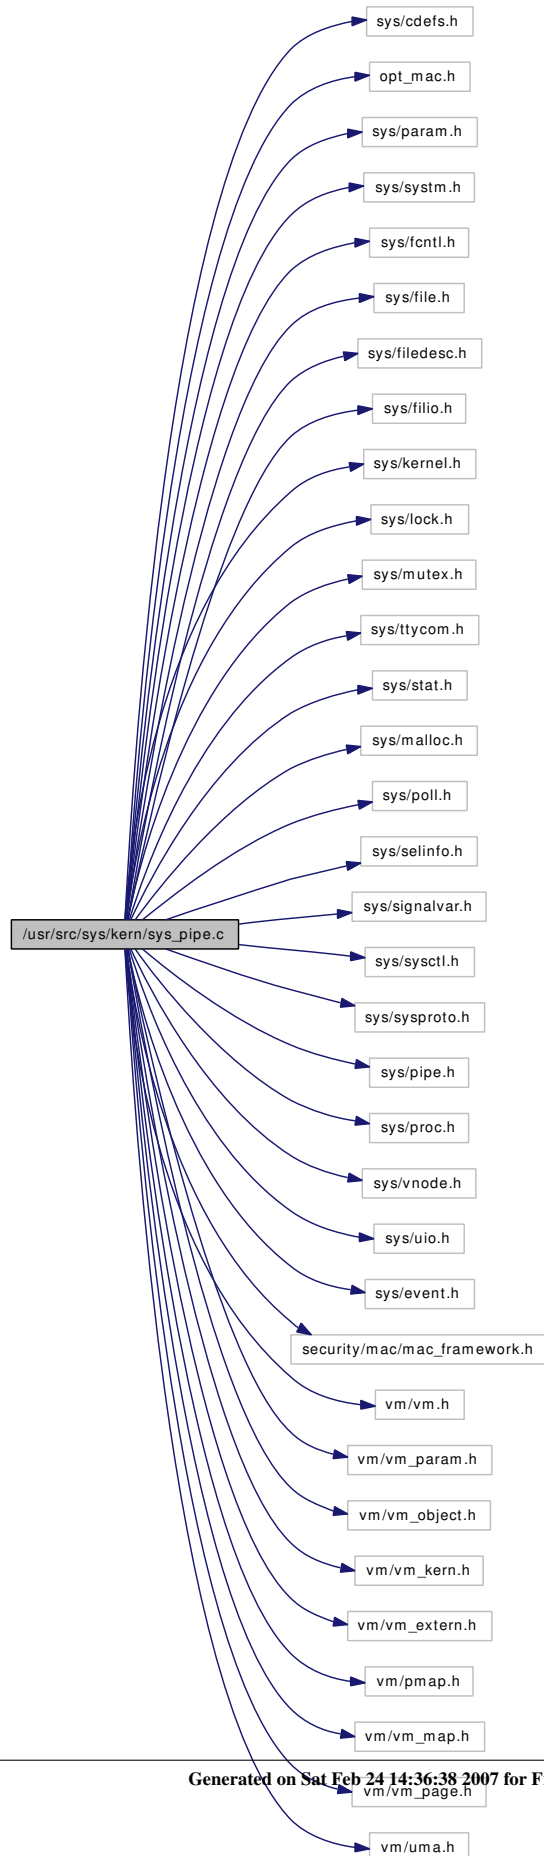 sys/cdefs.h
opt_mac.h
sys/param.h
sys/systm.h
sys/fcntl.h
sys/file.h
sys/filedesc.h
sys/filio.h
sys/kernel.h
sys/lock.h
sys/mutex.h
sys/ttycom.h
sys/stat.h
sys/malloc.h
sys/poll.h
sys/selinfo.h
sys/signalvar.h
/usr/src/sys/kern/sys_pipe.c
sys/sysctl.h
sys/sysproto.h
sys/pipe.h
sys/proc.h
sys/vnode.h
sys/uio.h
sys/event.h
security/mac/mac_framework.h
vm/vm.h
vm/vm_param.h
vm/vm_object.h
vm/vm_kern.h
vm/vm_extern.h
vm/pmap.h
vm/vm_map.h
Generated on Sat Feb 24 14:36:38 2007 for
vm/vm_page.h
vm/uma.h